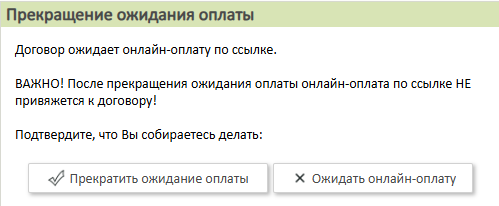 Прекращение ожидания оплаты
Договор ожидает онлайн-оплату по ссылке.
ВАЖНО! После прекращения ожидания оплаты онлайн-оплата по ссылке НЕ
привяжется к договору!
Подтвердите, что Вы собираетесь делать:
Прекратить ожидание оплаты
Ожидать онлайн-оплату